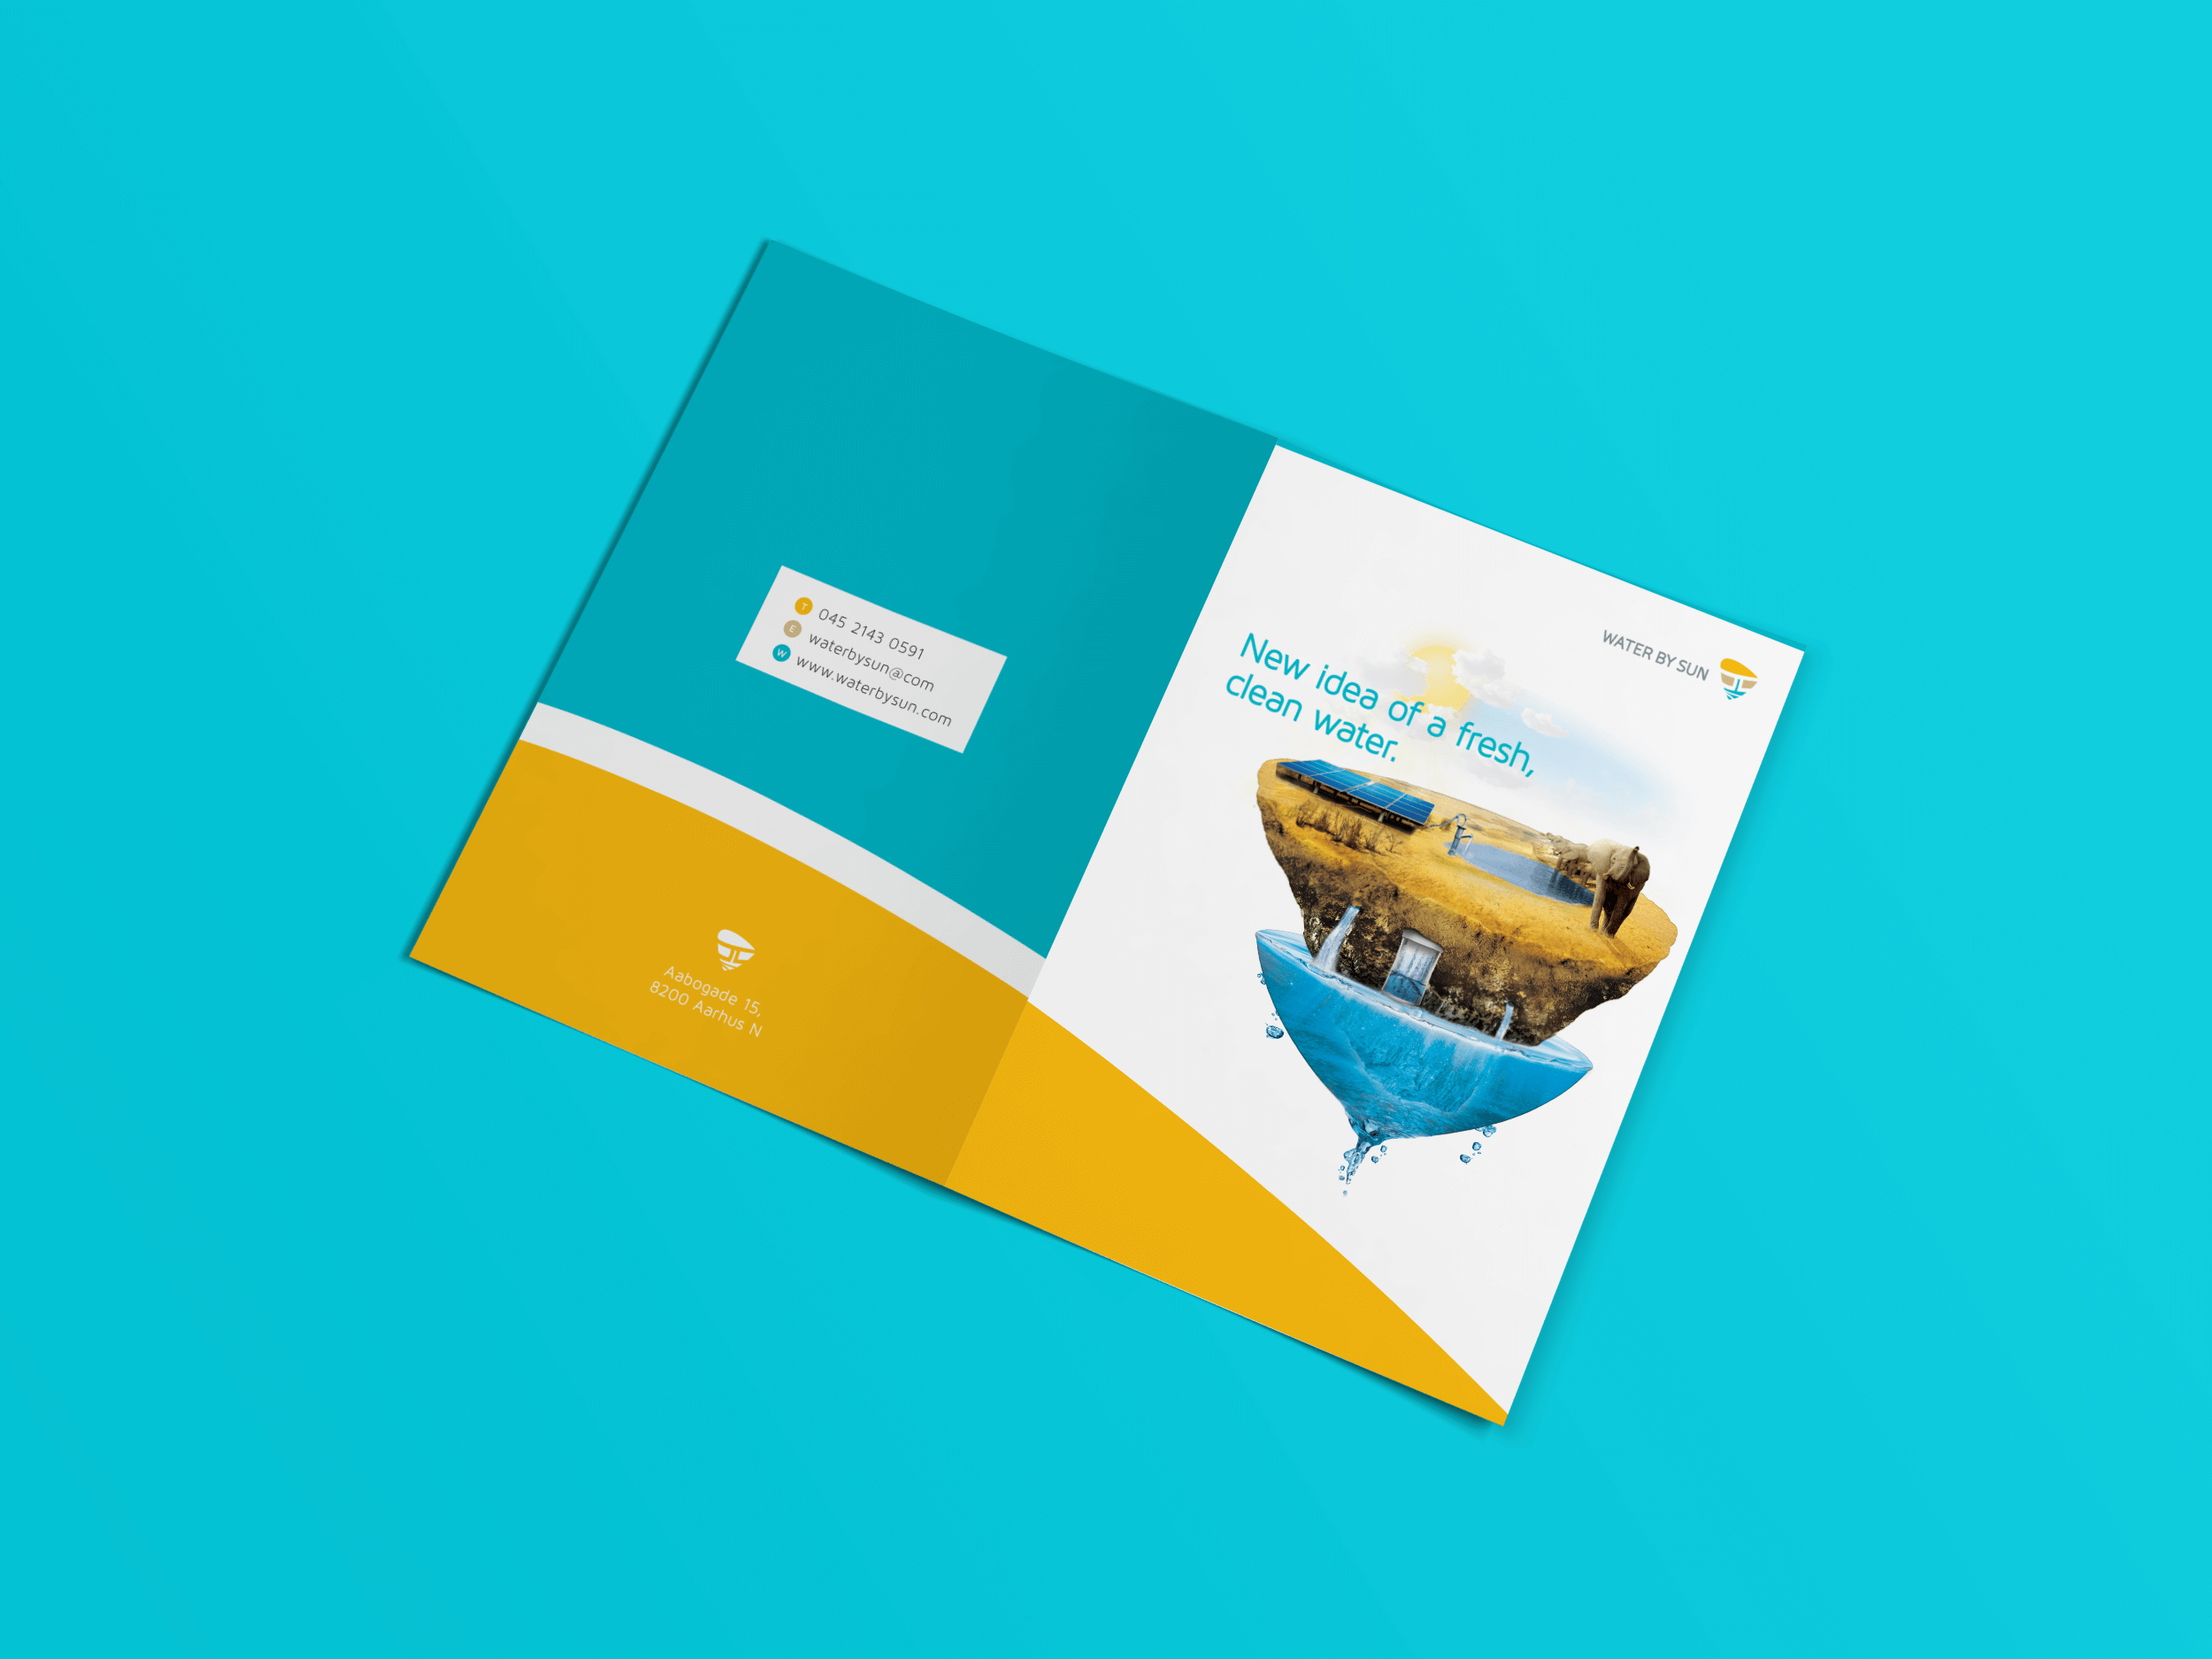 T 045 2143 0591
E waterbysun@com
W www.waterbysun.com
Aabogade 15,
8200 Aarhus N
WATER BY SUN
New idea of a fresh,
clean water.